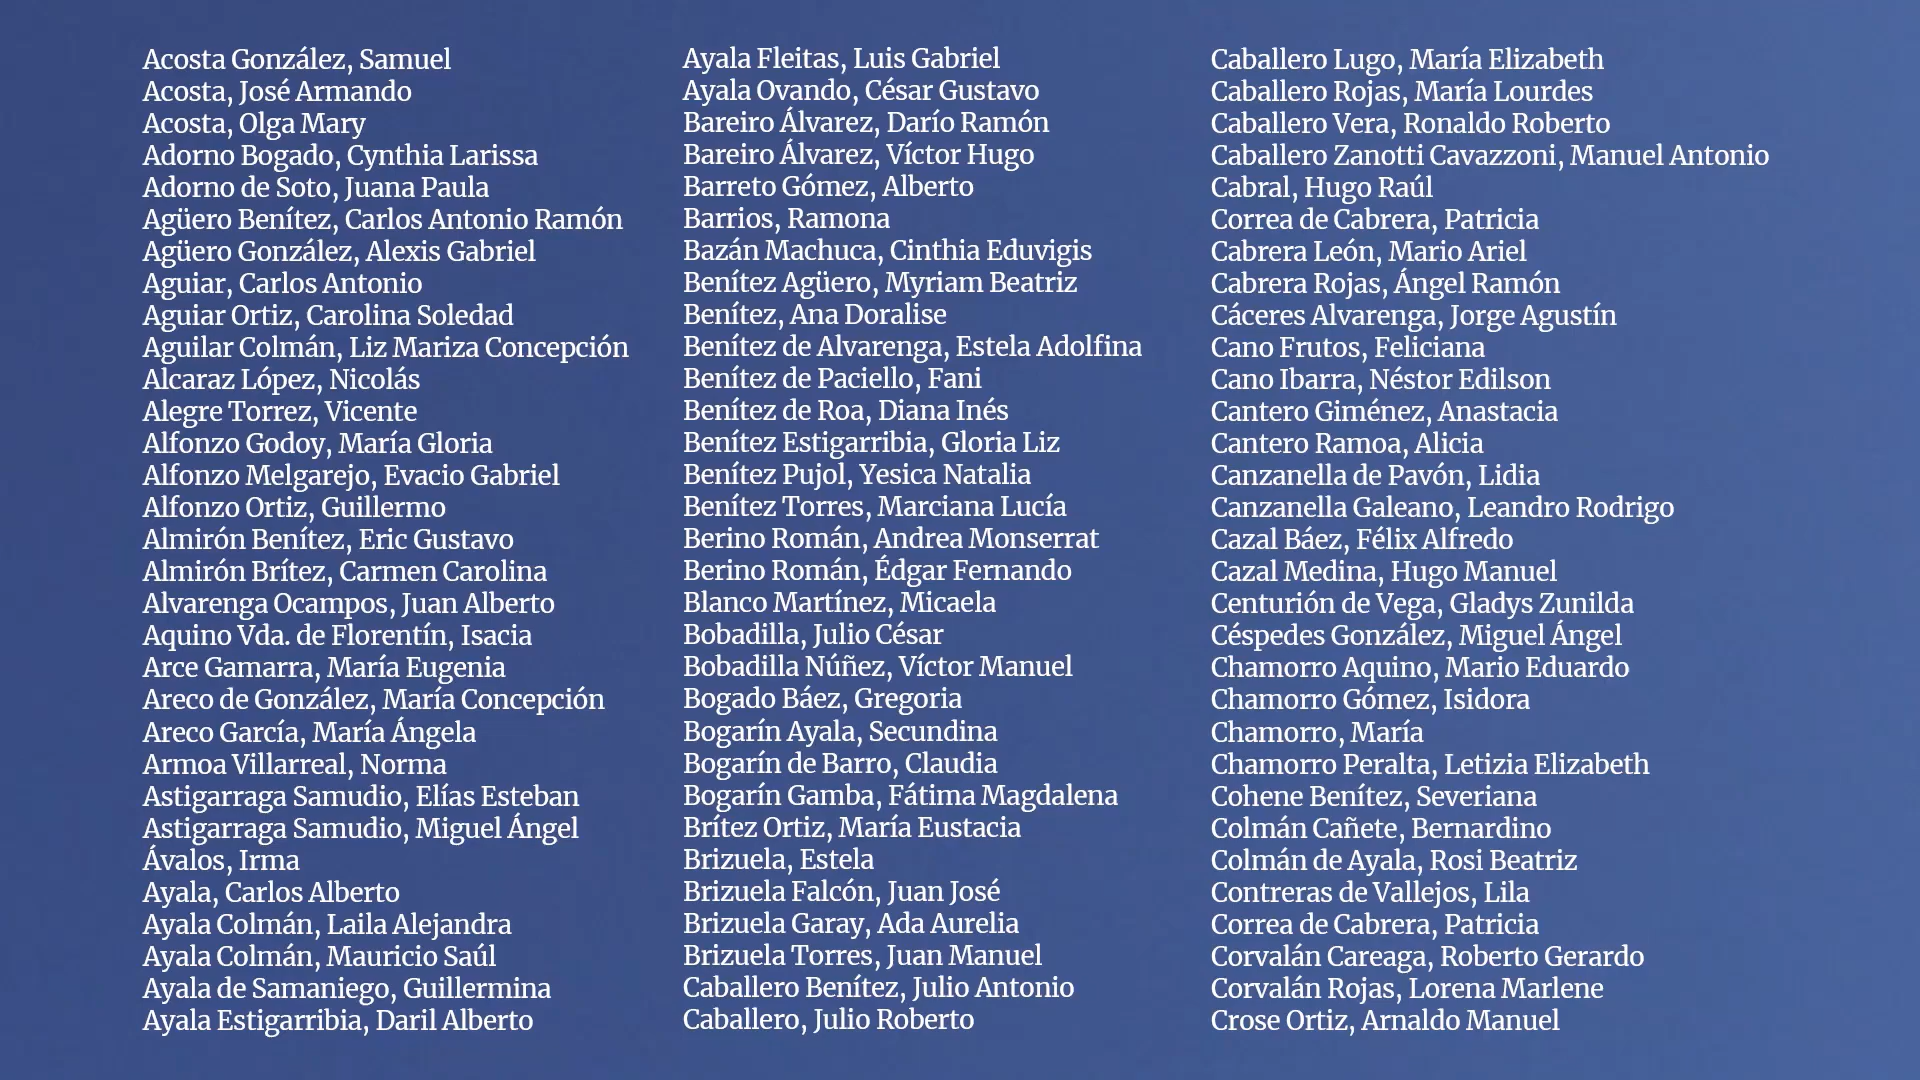 Acosta González, Samuel
Acosta, José Armando
Acosta, Olga Mary
Adorno Bogado, Cynthia Larissa
Adorno de Soto, Juana Paula
Agüero Benítez, Carlos Antonio Ramón
Agüero González, Alexis Gabriel
Aguiar, Carlos Antonio
Aguiar Ortiz, Carolina Soledad
Aguilar Colmán, Liz Mariza Concepción
Alcaraz López, Nicolás
Alegre Torrez, Vicente
Alfonzo Godoy, María Gloria
Alfonzo Melgarejo, Evacio Gabriel
Alfonzo Ortiz, Guillermo
Almirón Benítez, Eric Gustavo
Almirón Brítez, Carmen Carolina
Alvarenga Ocampos, Juan Alberto
Aquino Vda. de Florentín, Isacia
Arce Gamarra, María Eugenia
Areco de González, María Concepción
Areco García, María Ángela
Armoa Villarreal, Norma
Astigarraga Samudio, Elías Esteban
Astigarraga Samudio, Miguel Ángel
Ávalos, Irma
Ayala, Carlos Alberto
Ayala Colmán, Laila Alejandra
Ayala Colmán, Mauricio Saúl
Ayala de Samaniego, Guillermina
Ayala Estigarribia, Daril Alberto
Ayala Fleitas, Luis Gabriel
Ayala Ovando, César Gustavo
Bareiro Álvarez, Darío Ramón
Bareiro Álvarez, Víctor Hugo
Barreto Gómez, Alberto
Barrios, Ramona
Bazán Machuca, Cinthia Eduvigis
Benítez Agüero, Myriam Beatriz
Benítez, Ana Doralise
Benítez de Alvarenga, Estela Adolfina
Benítez de Paciello, Fani
Benítez de Roa, Diana Inés
Benítez Estigarribia, Gloria Liz
Benítez Pujol, Yesica Natalia
Benítez Torres, Marciana Lucía
Berino Román, Andrea Monserrat
Berino Román, Édgar Fernando
Blanco Martínez, Micaela
Bobadilla, Julio César
Bobadilla Núñez, Víctor Manuel
Bogado Báez, Gregoria
Bogarín Ayala, Secundina
Bogarín de Barro, Claudia
Bogarín Gamba, Fátima Magdalena
Brítez Ortiz, María Eustacia
Brizuela, Estela
Brizuela Falcón, Juan José
Brizuela Garay, Ada Aurelia
Brizuela Torres, Juan Manuel
Caballero Benítez, Julio Antonio
Caballero, Julio Roberto
Caballero Lugo, María Elizabeth
Caballero Rojas, María Lourdes
Caballero Vera, Ronaldo Roberto
Caballero Zanotti Cavazzoni, Manuel Antonio
Cabral, Hugo Raúl
Correa de Cabrera, Patricia
Cabrera León, Mario Ariel
Cabrera Rojas, Ángel Ramón
Cáceres Alvarenga, Jorge Agustín
Cano Frutos, Feliciana
Cano Ibarra, Néstor Edilson
Cantero Giménez, Anastacia
Cantero Ramoa, Alicia
Canzanella de Pavón, Lidia
Canzanella Galeano, Leandro Rodrigo
Cazal Báez, Félix Alfredo
Cazal Medina, Hugo Manuel
Centurión de Vega, Gladys Zunilda
Céspedes González, Miguel Ángel
Chamorro Aquino, Mario Eduardo
Chamorro Gómez, Isidora
Chamorro, María
Chamorro Peralta, Letizia Elizabeth
Cohene Benítez, Severiana
Colmán Cañete, Bernardino
Colmán de Ayala, Rosi Beatriz
Contreras de Vallejos, Lila
Correa de Cabrera, Patricia
Corvalán Careaga, Roberto Gerardo
Corvalán Rojas, Lorena Marlene
Crose Ortiz, Arnaldo Manuel